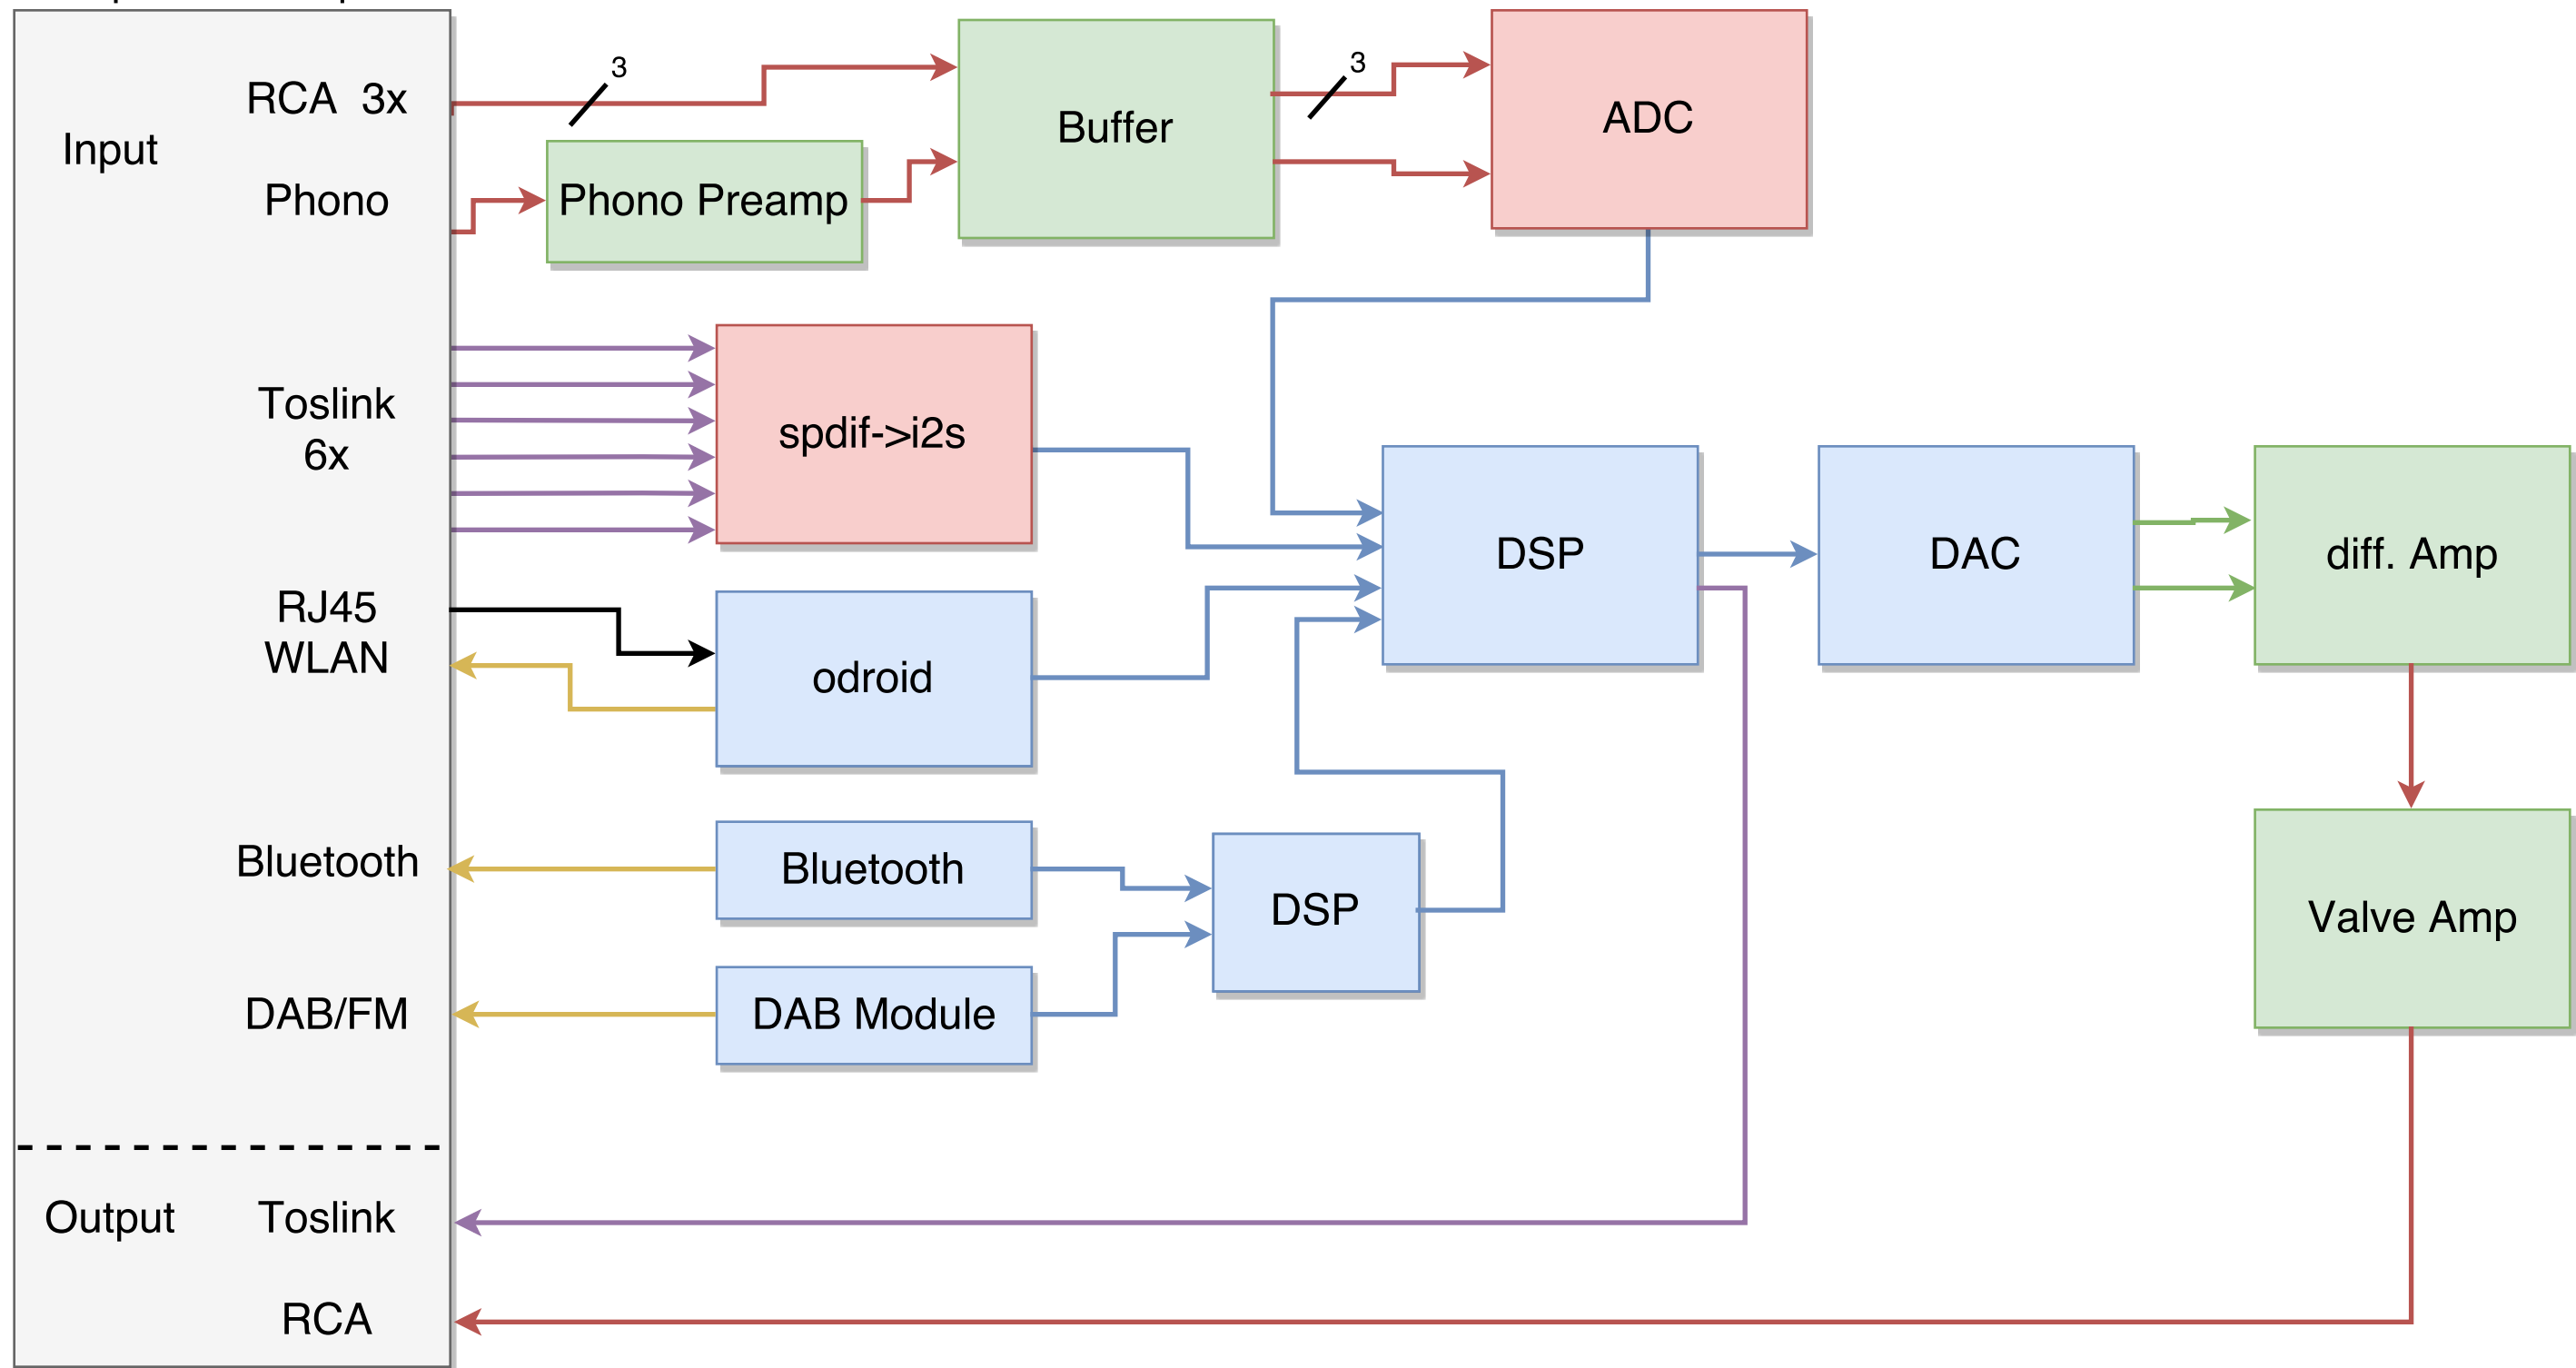 RCA 3x
3
3
Input
Buffer
ADC
Phono
Phono Preamp
Toslink
6x
spdif->i2s
RJ45
WLAN
odroid
DSP
DAC
diff. Amp
Bluetooth
Bluetooth
DSP
Valve Amp
DAB/FM
DAB Module
Output
Toslink
RCA